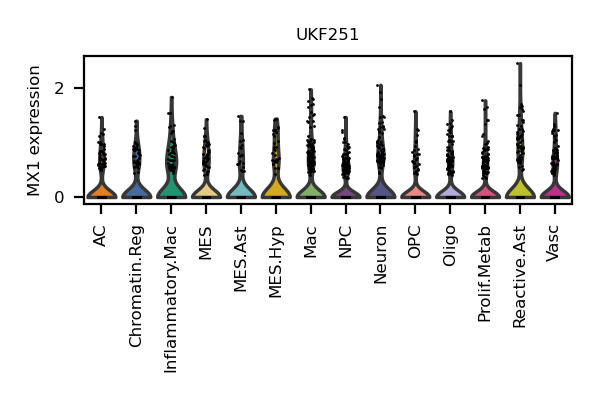 UKF251
MX1 expression
2
0
AC
Chromatin.Reg
Inflammatory.Mac
MES
MES.Ast
MES.Hyp
Mac
NPC
Neuron
OPC
Oligo
Prolif.Metab
Reactive.Ast
Vasc